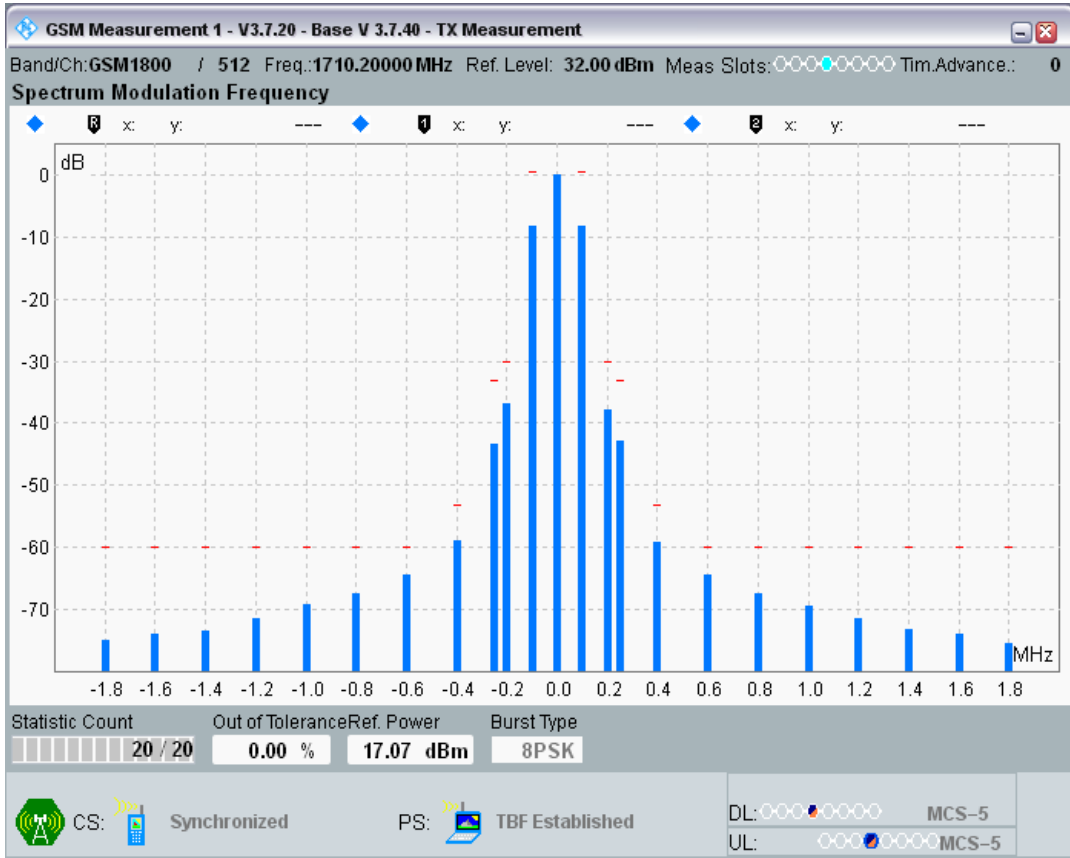 GSM Measurement 1 - V3.7.20 - Base V 3.7.40 - TX Measurement
Band/Ch:GSM1800 / 512 Freq.:1710.20000 MHz Ref. Level: 32.00 dBm Meas Slots: Tim.Advance.: 0
Spectrum Modulation Frequency
R x: y: --- 1 x: y: --- 2 x: y: ---
dB
0
-10
-20
-30
-40
-50
-60
-70
MHz
-1.8 -1.6 -1.4 -1.2 -1.0 -0.8 -0.6 -0.4 -0.2 0.0 0.2 0.4 0.6 0.8 1.0 1.2 1.4 1.6 1.8
Statistic Count Out of Tolerance Ref. Power Burst Type
20 / 20 0.00 % 17.07 dBm 8PSK
CS: Synchronized PS: TBF Established
DL: MCS-5
UL: MCS-5